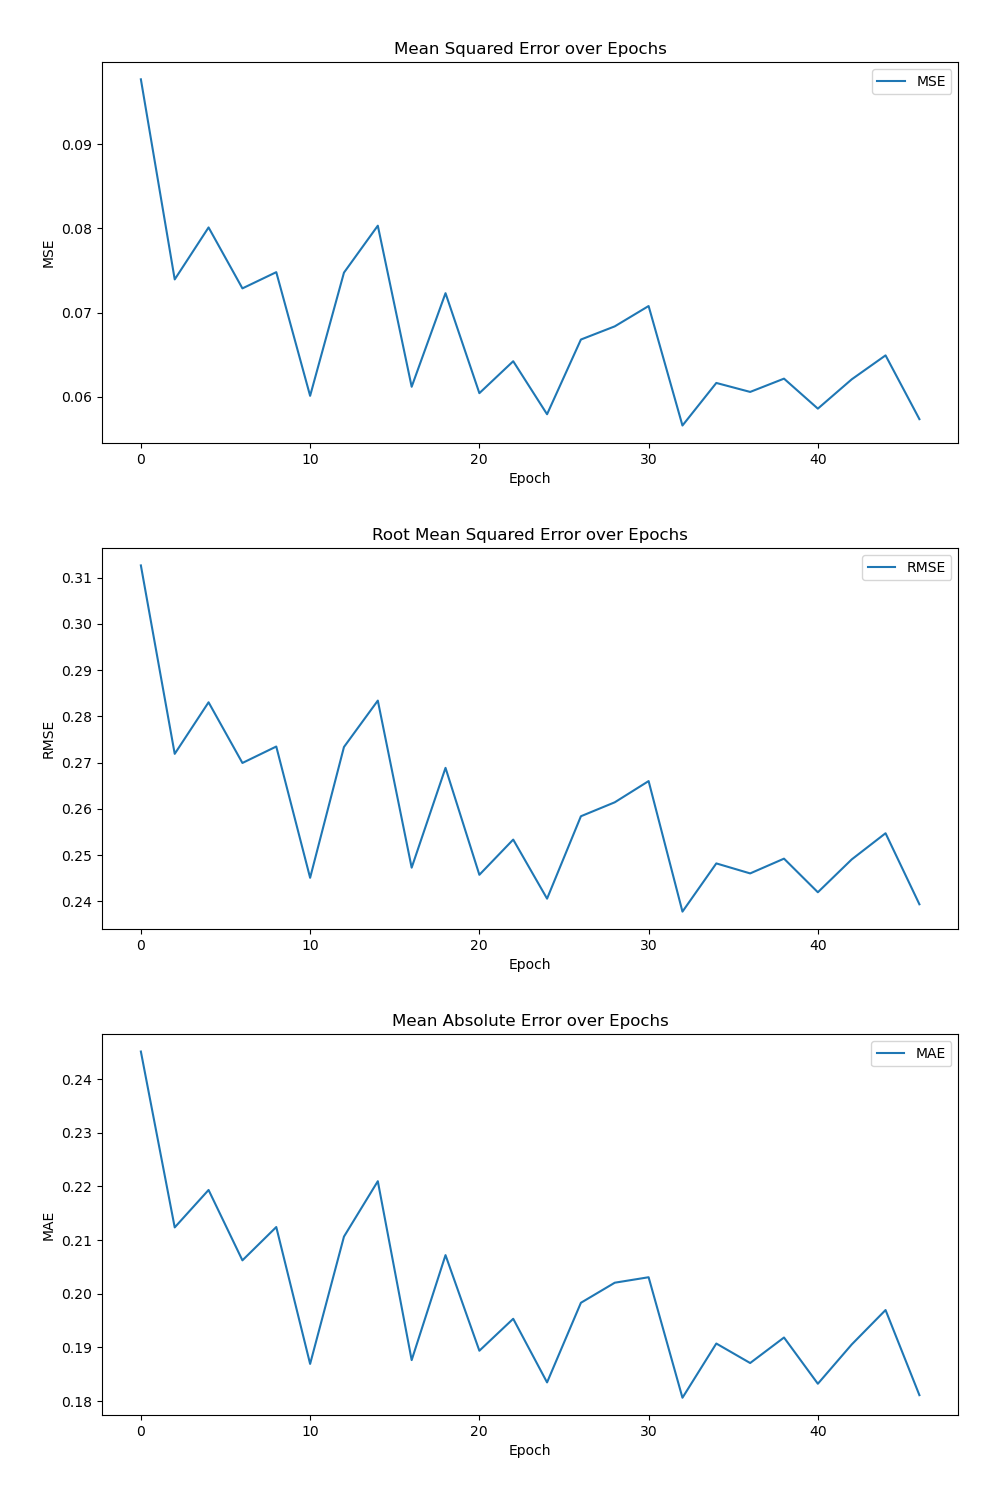 Mean Squared Error over Epochs
MSE
0.09
0.08
0.07
0.06
MSE
0 10 20 30 40
Epoch
Root Mean Squared Error over Epochs
RMSE
0.31
0.30
0.29
0.28
0.27
0.26
0.25
0.24
RMSE
0 10 20 30 40
Epoch
Mean Absolute Error over Epochs
MAE
0.24
0.23
0.22
0.21
0.20
0.19
0.18
MAE
0 10 20 30 40
Epoch